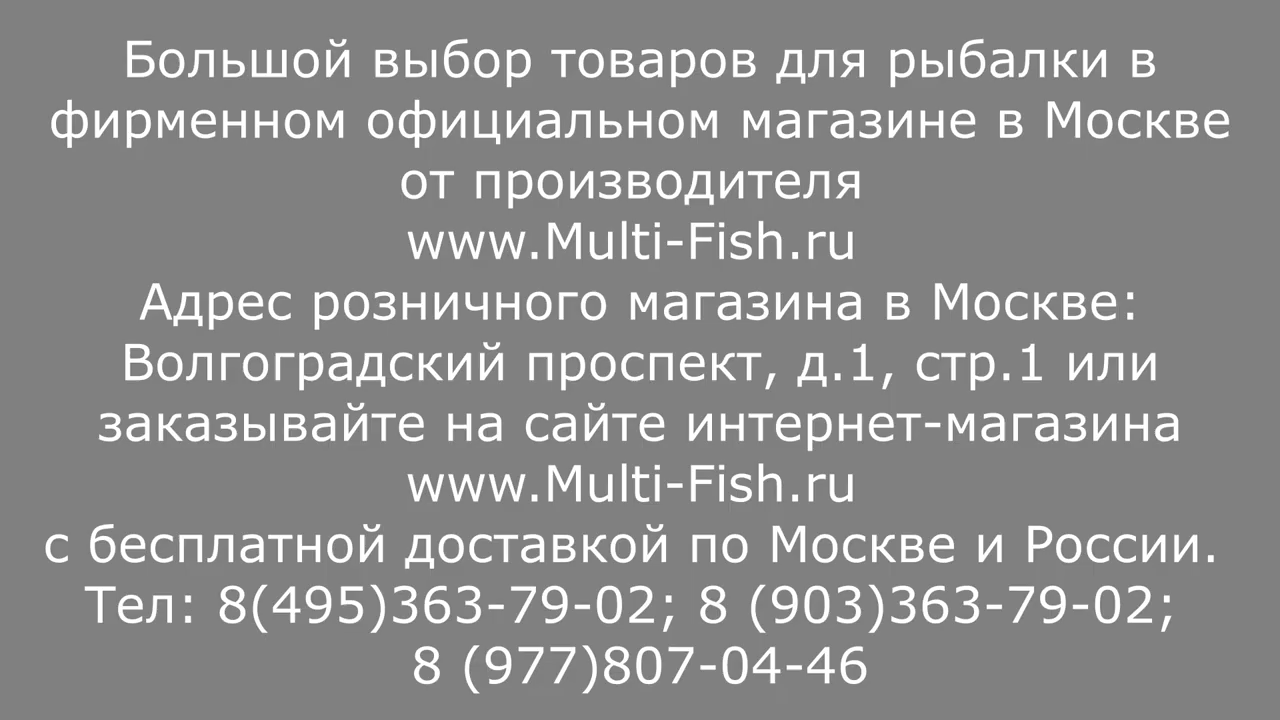 Большой выбор товаров для рыбалки в
фирменном официальном магазине в Москве
от производителя
www.Multi-Fish.ru
Адрес розничного магазина в Москве:
Волгоградский проспект, д.1, стр.1 или
заказывайте на сайте интернет-магазина
www.Multi-Fish.ru
с бесплатной доставкой по Москве и России.
Тел: 8(495)363-79-02; 8 (903)363-79-02;
8 (977)807-04-46